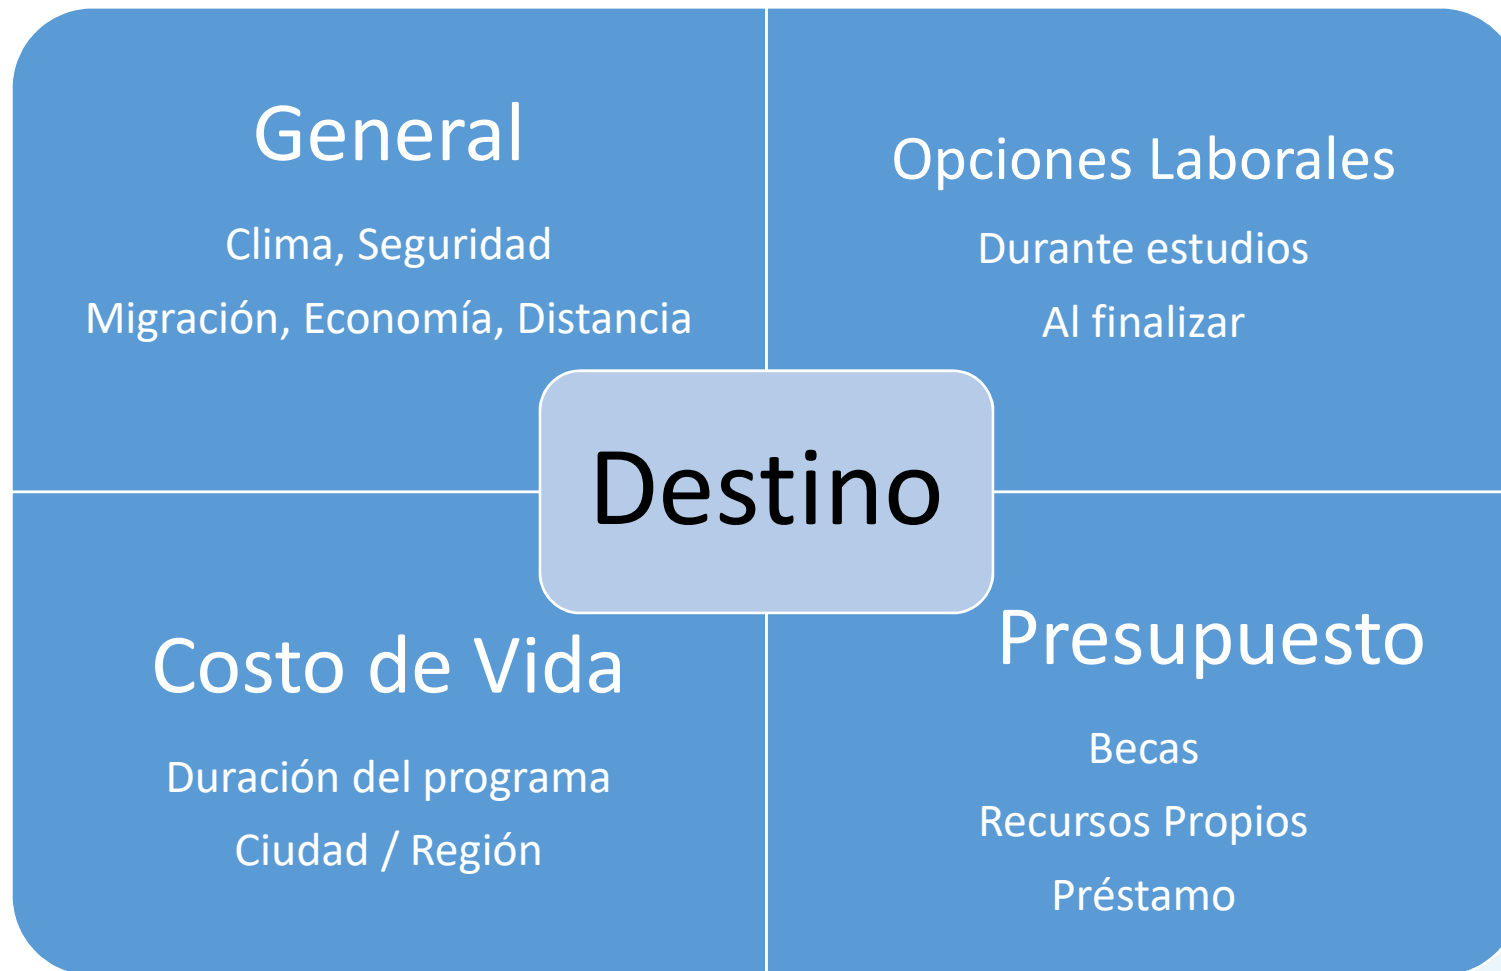 General
Clima, Seguridad
Migración, Economía, Distancia
Opciones Laborales
Durante estudios
Al finalizar
Destino
Costo de Vida
Duración del programa
Ciudad / Región
Presupuesto
Becas
Recursos Propios
Préstamo